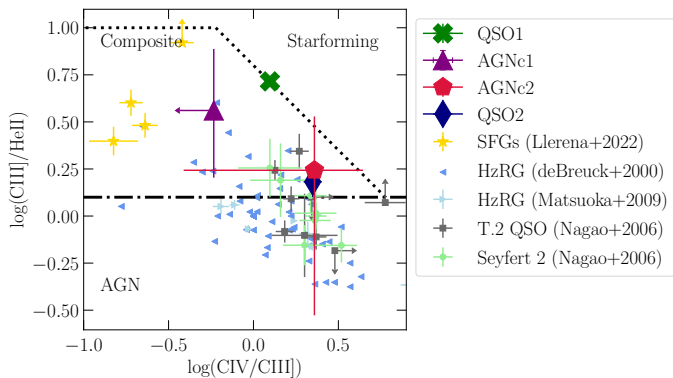 1.00
0.75
0.50
0.25
0.00
−0.25
−0.50
log(CIII]/HeII)
Composite
Starforming
AGN
−1.0
−0.5
0.0
0.5
log(CIV/CIII])
QSO1
AGNc1
AGNc2
QSO2
SFGs (Llerena+2022)
HzRG (deBreuck+2000)
HzRG (Matsuoka+2009)
T.2 QSO (Nagao+2006)
Seyfert 2 (Nagao+2006)